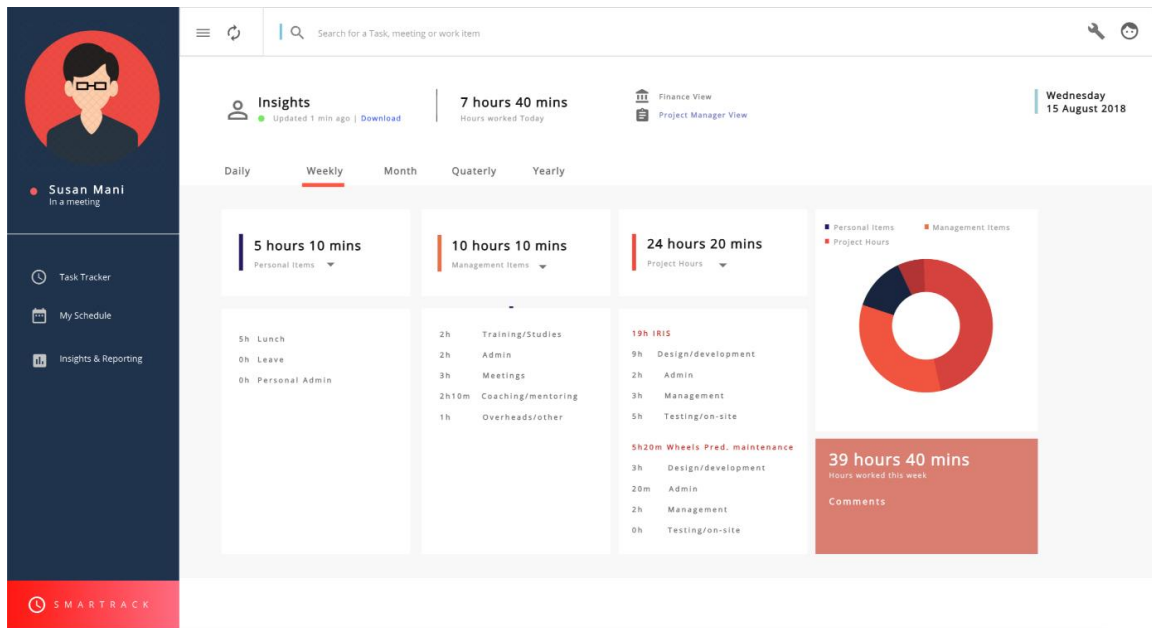 Search for a Task, meeting or work item
Insights
Updated 1 min ago | Download
7 hours 40 mins
Hours worked Today
Finance View
Project Manager View
Wednesday
15 August 2018
Susan Mani
In a meeting
Task Tracker
My Schedule
Insights & Reporting
SMARTRACK
Daily Weekly Month Quaterly Yearly
5 hours 10 mins
Personal Items
5h Lunch
0h Leave
0h Personal Admin
10 hours 10 mins
Management Items
2h Training/Studies
2h Admin
3h Meetings
2h10m Coaching/mentoring
1h Overheads/other
24 hours 20 mins
Project Hours
19h IRIS
9h Design/development
2h Admin
3h Management
5h Testing/on-site
5h20m Wheels Pred. maintenance
3h Design/development
20m Admin
2h Management
0h Testing/on-site
Personal Items Management Items
Project Hours
39 hours 40 mins
Hours worked this week
Comments